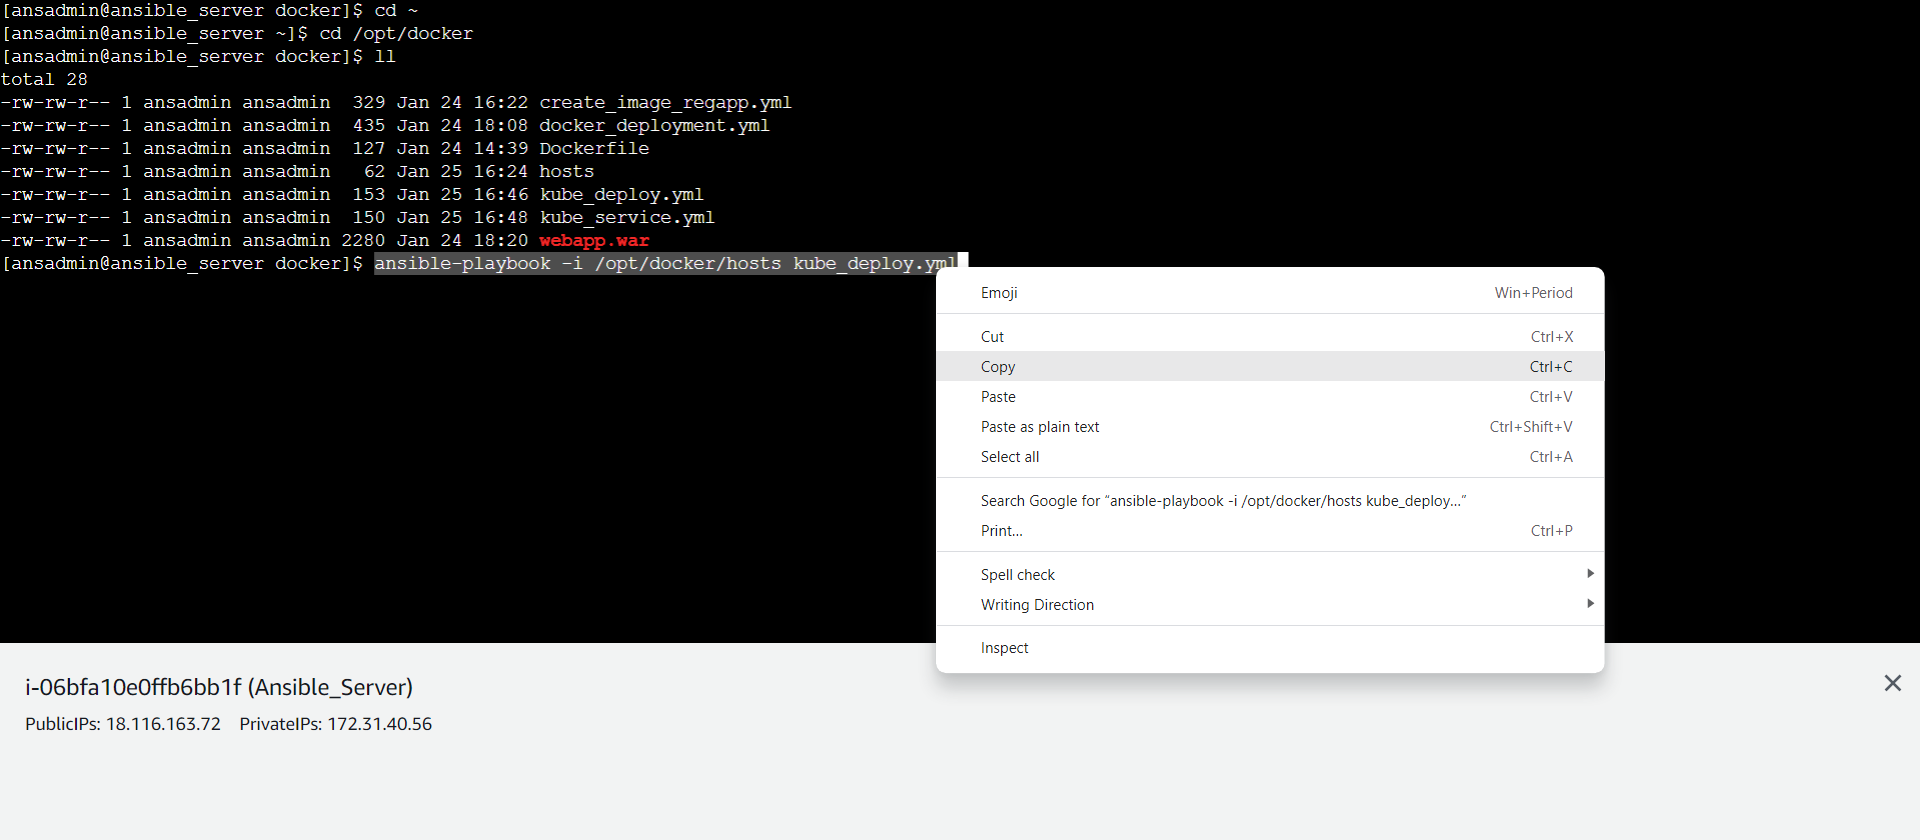 [ansadmin@ansible_server docker]$ cd ~
[ansadmin@ansible_server ~]$ cd /opt/docker
[ansadmin@ansible_server docker]$ ll
total 28
-rw-rw-r-- 1 ansadmin ansadmin  329 Jan 24 16:22 create_image_regapp.yml
-rw-rw-r-- 1 ansadmin ansadmin  435 Jan 24 18:08 docker_deployment.yml
-rw-rw-r-- 1 ansadmin ansadmin  127 Jan 24 14:39 Dockerfile
-rw-rw-r-- 1 ansadmin ansadmin   62 Jan 25 16:24 hosts
-rw-rw-r-- 1 ansadmin ansadmin  153 Jan 25 16:46 kube_deploy.yml
-rw-rw-r-- 1 ansadmin ansadmin  150 Jan 25 16:48 kube_service.yml
-rw-rw-r-- 1 ansadmin ansadmin 2280 Jan 24 18:20 webapp.war
[ansadmin@ansible_server docker]$ ansible-playbook -i /opt/docker/hosts kube_deploy.yml
Emoji Win+Period
Cut Ctrl+X
Copy Ctrl+C
Paste Ctrl+V
Paste as plain text Ctrl+Shift+V
Select all Ctrl+A
Search Google for “ansible-playbook -i /opt/docker/hosts kube_deploy...”
Print... Ctrl+P
Spell check
Writing Direction
Inspect
i-06bfa10e0ffb6bb1f (Ansible_Server)
PublicIPs: 18.116.163.72 PrivateIPs: 172.31.40.56